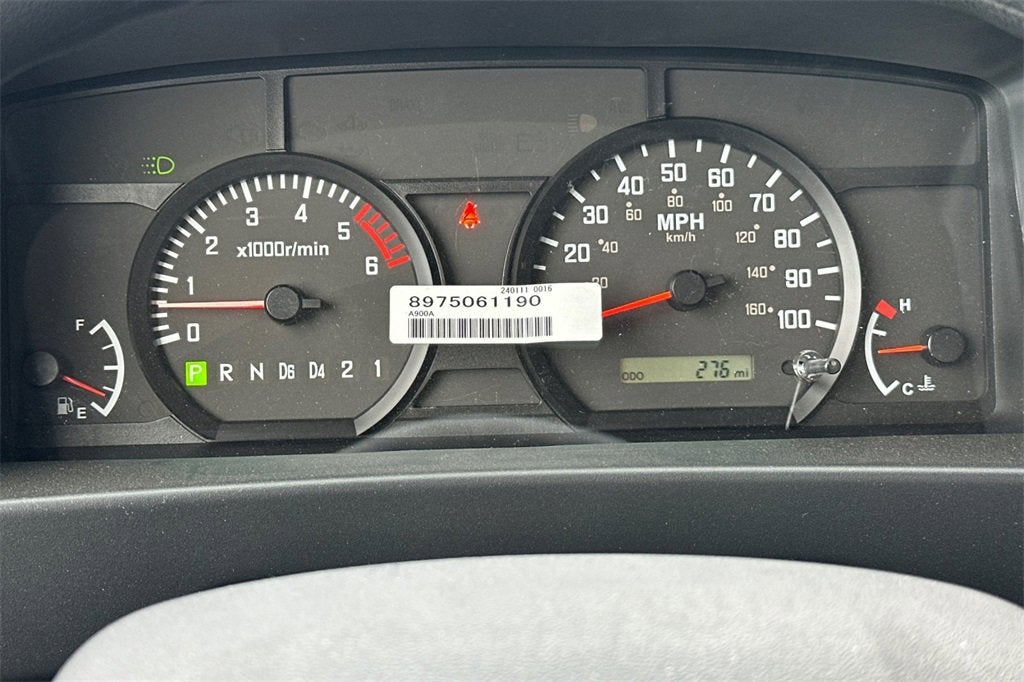 0 1 2 3 4 5 6
x1000r/min
P R N D6 D4 2 1
F
E
240111 0016
8975061190
A900A
20 30 40 50 60 70 80 90 100
MPH
km/h
20 40 60 80 100 120 140 160
ODO 276 mi
H
C